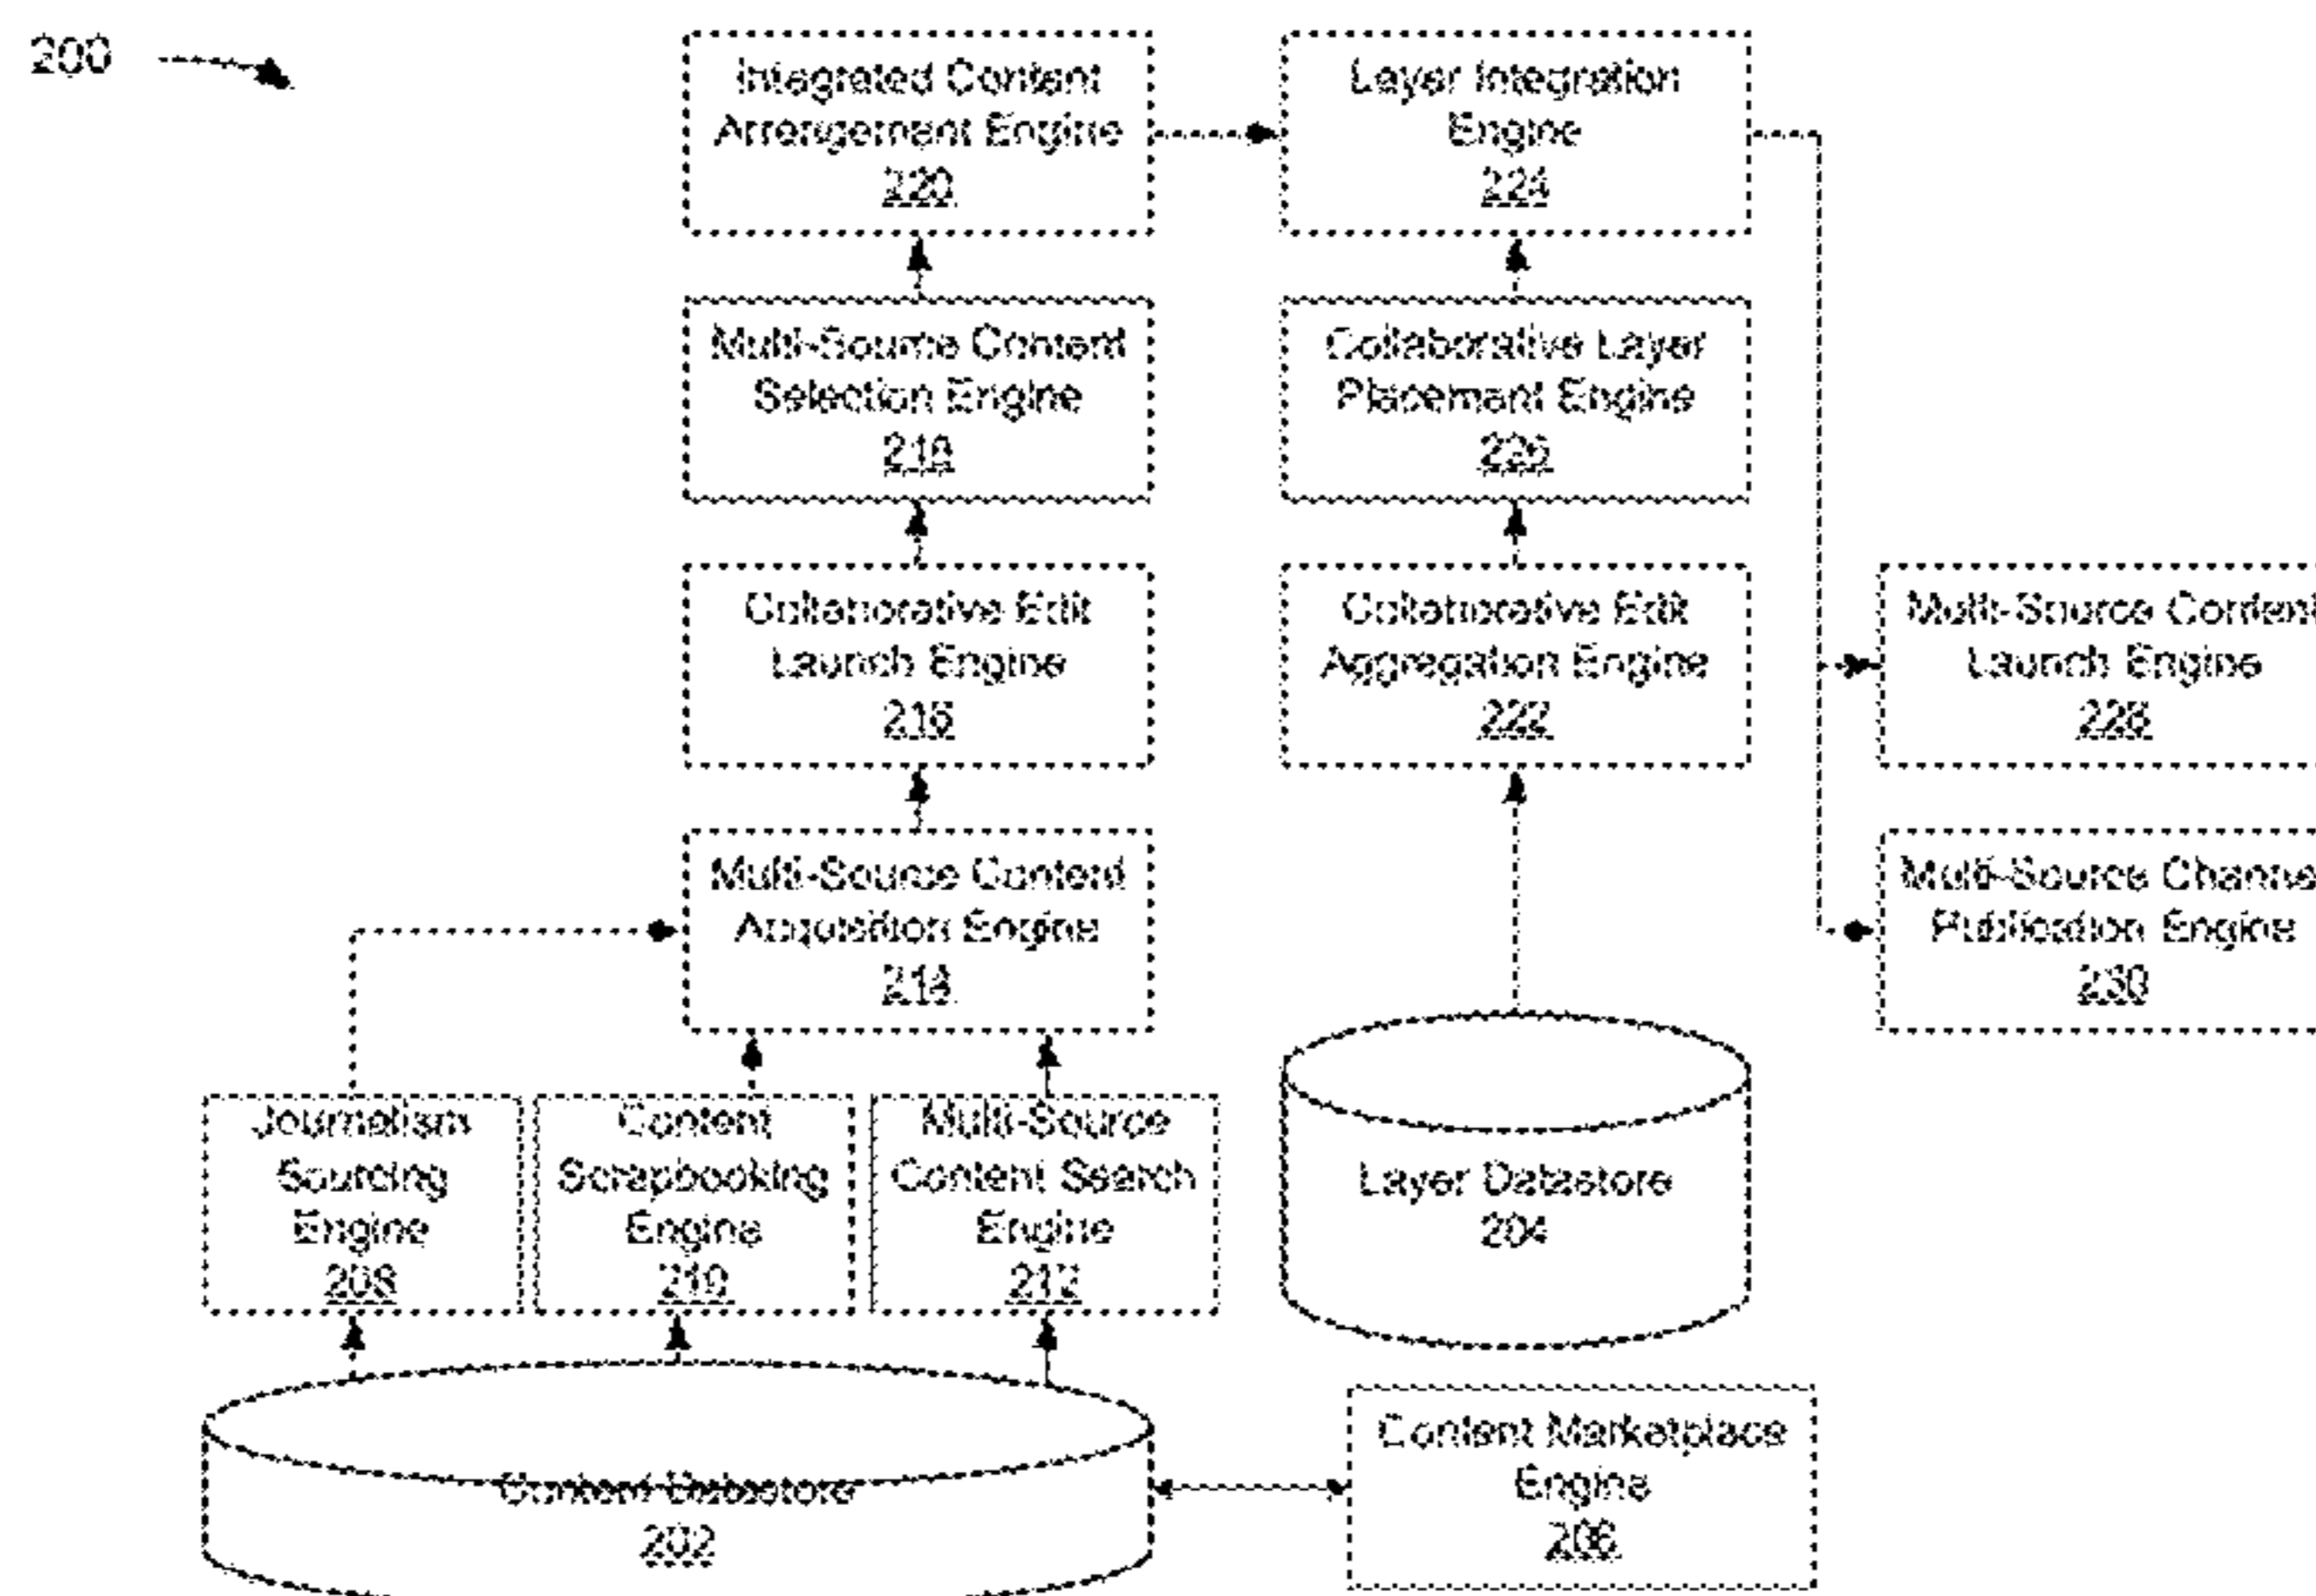 200
Integrated Content
Arrangement Engine
220
Layer Integration
Engine
224
Multi-Source Content
Selection Engine
218
Collaborative Layer
Placement Engine
226
Collaborative Edit
Launch Engine
216
Collaborative Edit
Aggregation Engine
222
Multi-Source Content
Launch Engine
228
Multi-Source Content
Acquisition Engine
214
Multi-Source Channe
Publication Engine
230
Journalism
Sourcing
Engine
208
Content
Scrapbooking
Engine
210
Multi-Source
Content Search
Engine
212
Layer Datastore
204
Content Datastore
202
Content Marketplace
Engine
206